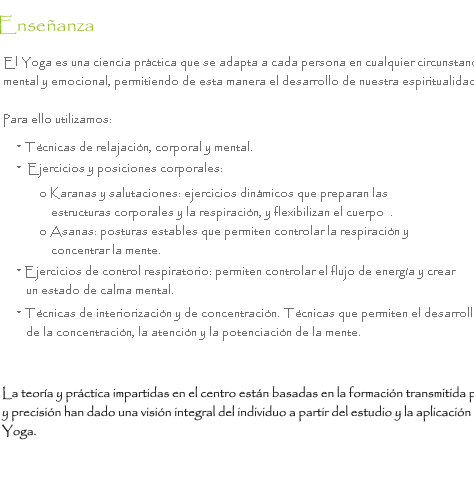 Enseñanza
El Yoga es una ciencia práctica que se adapta a cada persona en cualquier
mental y emocional, permitiendo de esta manera el desarrollo de nuestra
Para ello utilizamos:
• Técnicas de relajación, corporal y mental.
• Ejercicios y posiciones corporales:
o Karanas y salutaciones: ejercicios dinámicos que preparan las
estructuras corporales y la respiración, y flexibilizan el cuerpo .
o Asanas: posturas estables que permiten controlar la respiración y
concentrar la mente.
• Ejercicios de control respiratorio: permiten controlar el flujo de energía y crear
un estado de calma mental.
• Técnicas de interiorización y de concentración. Técnicas que permiten el
de la concentración, la atención y la potenciación de la mente.
La teoría y práctica impartidas en el centro están basadas en la formación transmitida
y precisión han dado una visión integral del individuo a partir del estudio y la aplicación
Yoga.